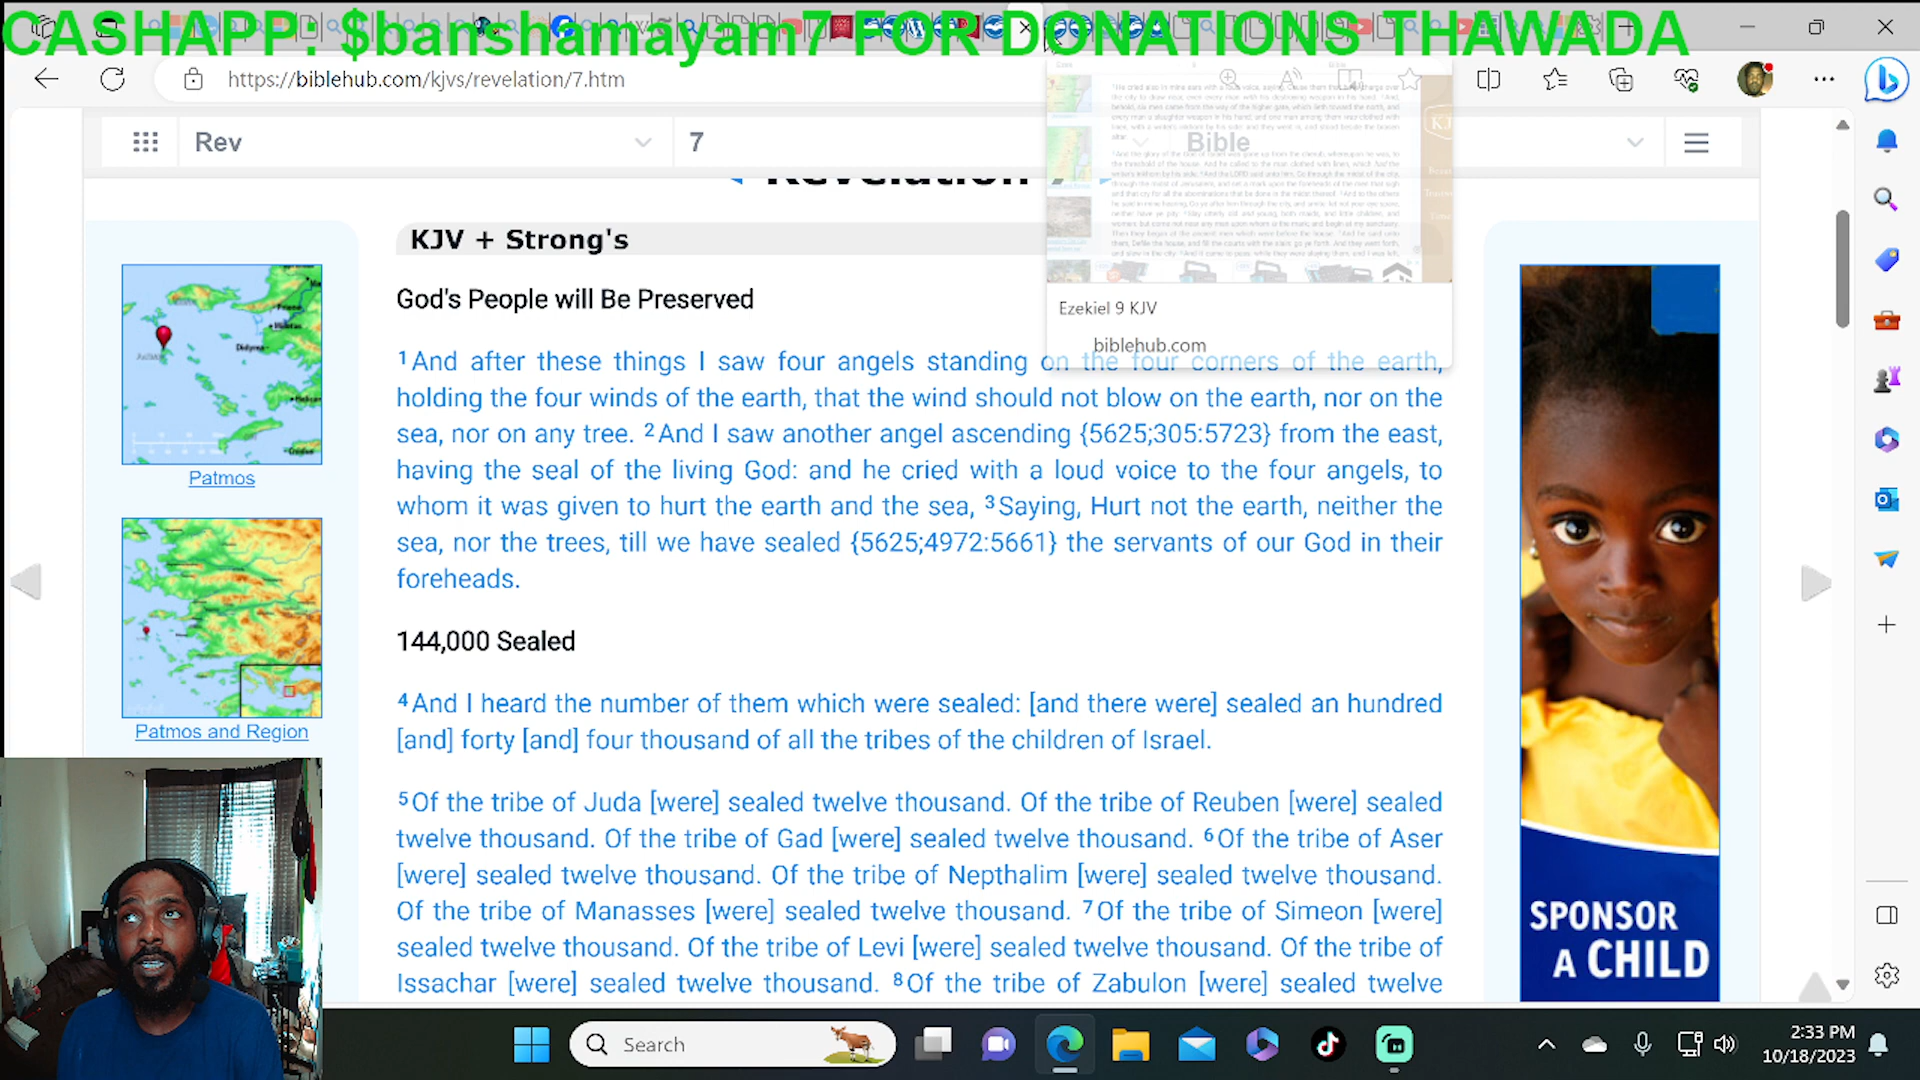 CASHAPP: $banshamayam7 FOR DONATIONS THAWADA
https://biblehub.com/kjvs/revelation/7.htm
Rev
7
Bible
Revelation
KJV + Strong's
God's People will Be Preserved
Ezekiel 9 KJV
biblehub.com
1And after these things I saw four angels standing on the four corners of the earth,
holding the four winds of the earth, that the wind should not blow on the earth, nor on the
sea, nor on any tree. 2And I saw another angel ascending {5625;305:5723} from the east,
having the seal of the living God: and he cried with a loud voice to the four angels, to
whom it was given to hurt the earth and the sea, 3Saying, Hurt not the earth, neither the
sea, nor the trees, till we have sealed {5625;4972:5661} the servants of our God in their
foreheads.
144,000 Sealed
4And I heard the number of them which were sealed: [and there were] sealed an hundred
[and] forty [and] four thousand of all the tribes of the children of Israel.
5Of the tribe of Juda [were] sealed twelve thousand. Of the tribe of Reuben [were] sealed
twelve thousand. Of the tribe of Gad [were] sealed twelve thousand. 6Of the tribe of Aser
[were] sealed twelve thousand. Of the tribe of Nepthalim [were] sealed twelve thousand.
Of the tribe of Manasses [were] sealed twelve thousand. 7Of the tribe of Simeon [were]
sealed twelve thousand. Of the tribe of Levi [were] sealed twelve thousand. Of the tribe of
Issachar [were] sealed twelve thousand. 8Of the tribe of Zabulon [were] sealed twelve
Patmos
Patmos and Region
SPONSOR
A CHILD
Search
2:33 PM
10/18/2023